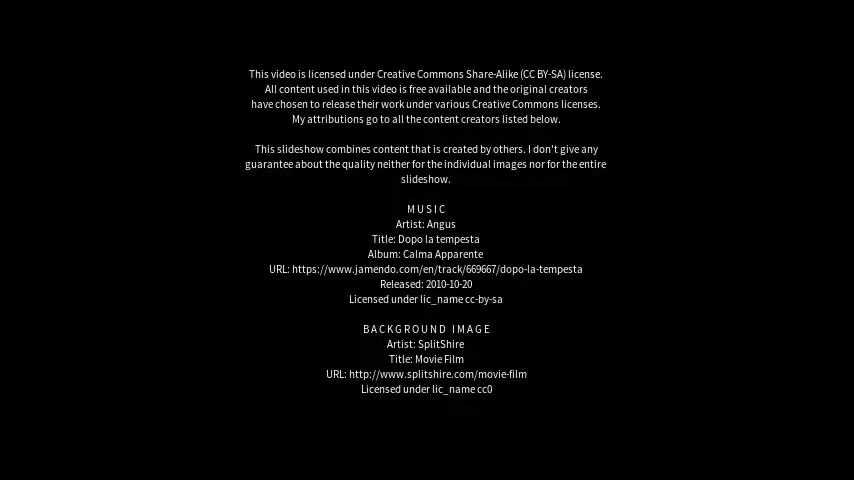 This video is licensed under Creative Commons Share-Alike (CC BY-SA) license.
All content used in this video is free available and the original creators
have chosen to release their work under various Creative Commons licenses.
My attributions go to all the content creators listed below.
This slideshow combines content that is created by others. I don't give any
guarantee about the quality neither for the individual images nor for the entire
slideshow.
MUSIC
Artist: Angus
Title: Dopo la tempesta
Album: Calma Apparente
URL: https://www.jamendo.com/en/track/669667/dopo-la-tempesta
Released: 2010-10-20
Licensed under lic_name cc-by-sa
BACKGROUND IMAGE
Artist: SplitShire
Title: Movie Film
URL: http://www.splitshire.com/movie-film
Licensed under lic_name cc0